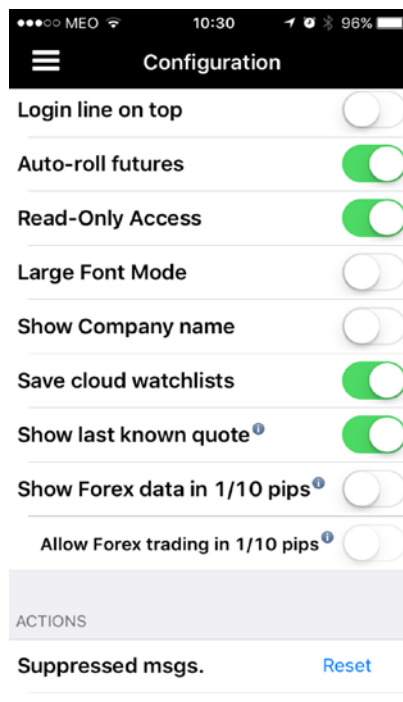 MEO 10:30 96%
Configuration
Login line on top
Auto-roll futures
Read-Only Access
Large Font Mode
Show Company name
Save cloud watchlists
Show last known quote i
Show Forex data in 1/10 pips i
Allow Forex trading in 1/10 pips i
ACTIONS
Suppressed msgs. Reset